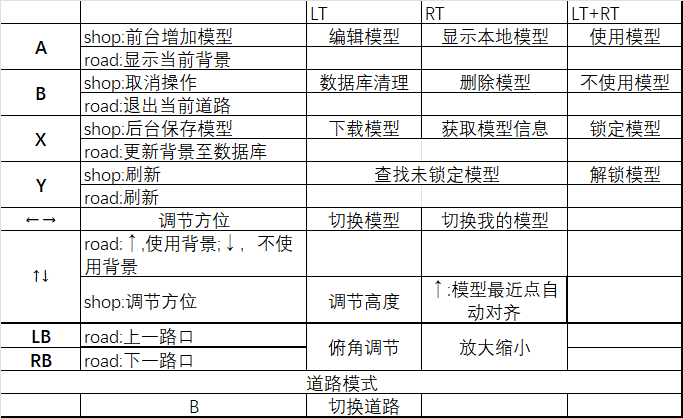 LT RT LT+RT
A shop:前台增加模型 编辑模型 显示本地模型 使用模型
road:显示当前背景
B shop:取消操作 数据库清理 删除模型 不使用模型
road:退出当前道路
X shop:后台保存模型 下载模型 获取模型信息 锁定模型
road:更新背景至数据库
Y shop:刷新 查找未锁定模型 解锁模型
road:刷新
←→ 调节方位 切换模型 切换我的模型
↑↓ road:↑,使用背景;↓, 不使
用背景
shop:调节方位 调节高度 ↑:模型最近点自
动对齐
LB road:上一路口 俯角调节 放大缩小
RB road:下一路口
道路模式
B 切换道路